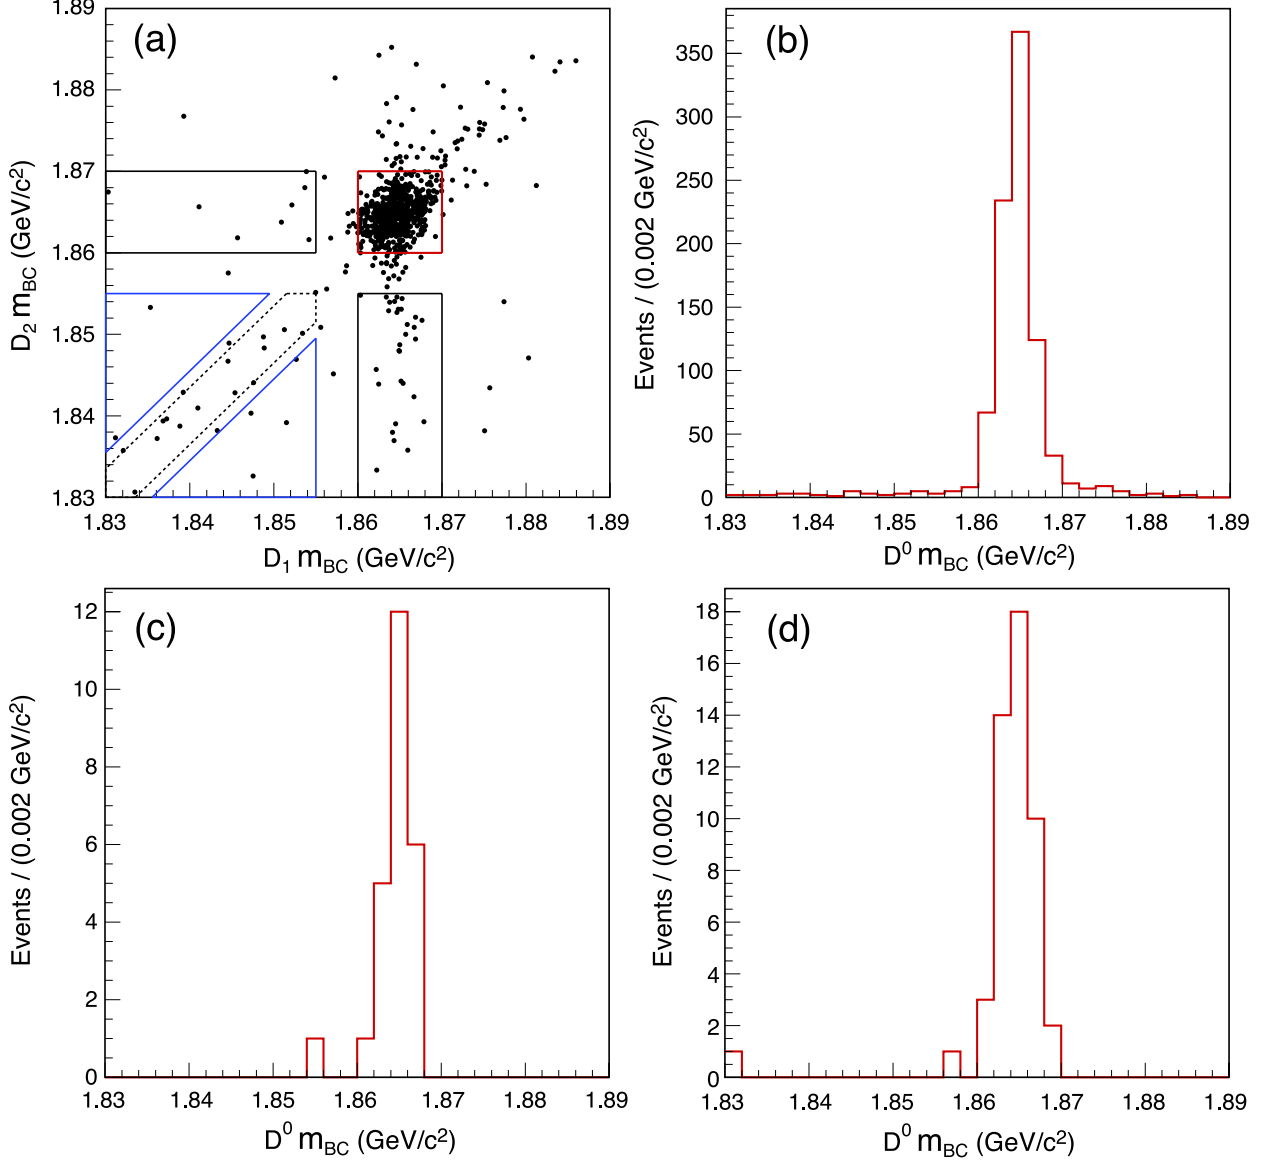 (a)
1.89
1.88
1.87
1.86
1.85
1.84
1.83
D₂ mBC (GeV/c²)
1.83 1.84 1.85 1.86 1.87 1.88 1.89
D₁ mBC (GeV/c²)
(b)
350
300
250
200
150
100
50
0
Events / (0.002 GeV/c²)
1.83 1.84 1.85 1.86 1.87 1.88 1.89
D⁰ mBC (GeV/c²)
(c)
12
10
8
6
4
2
0
Events / (0.002 GeV/c²)
1.83 1.84 1.85 1.86 1.87 1.88 1.89
D⁰ mBC (GeV/c²)
(d)
18
16
14
12
10
8
6
4
2
0
Events / (0.002 GeV/c²)
1.83 1.84 1.85 1.86 1.87 1.88 1.89
D⁰ mBC (GeV/c²)